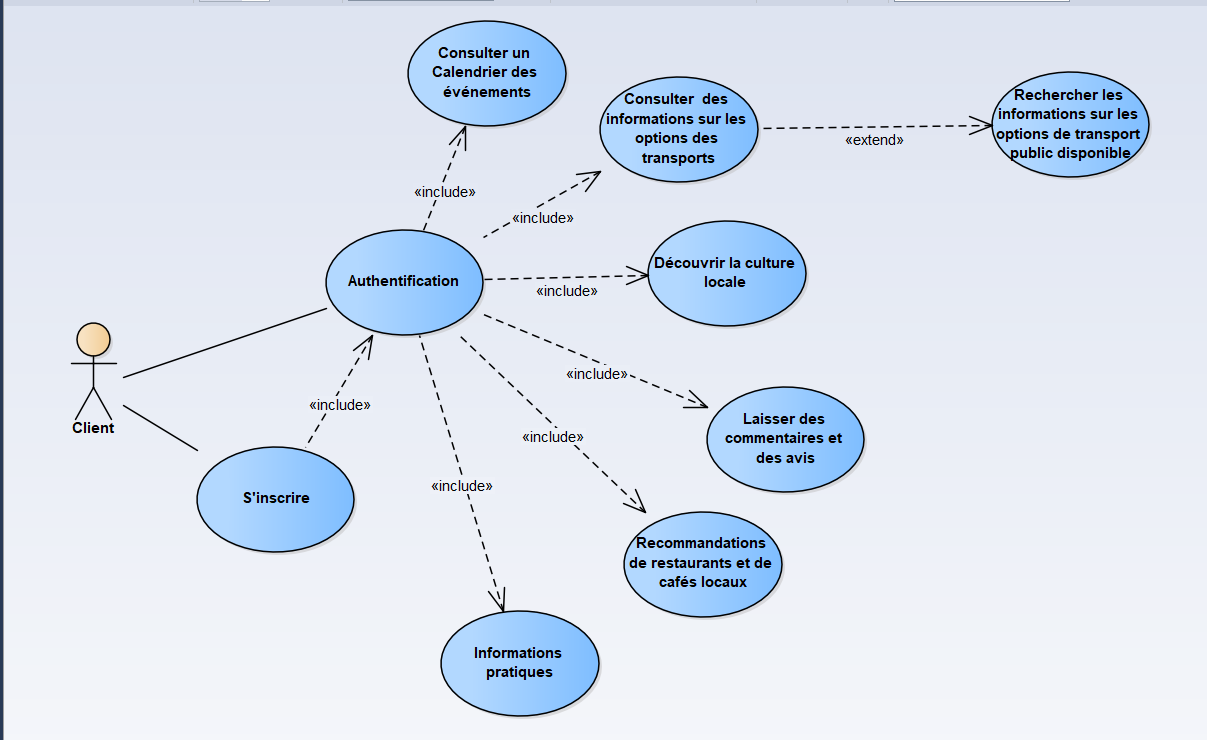 Consulter un
Calendrier des
événements
Consulter des
informations sur les
options des
transports
Rechercher les
informations sur les
options de transport
public disponible
«extend»
«include»
«include»
Découvrir la culture
locale
«include»
Authentification
«include»
Laisser des
commentaires et
des avis
«include»
Client
«include»
«include»
S'inscrire
Recommandations
de restaurants et de
cafés locaux
Informations
pratiques